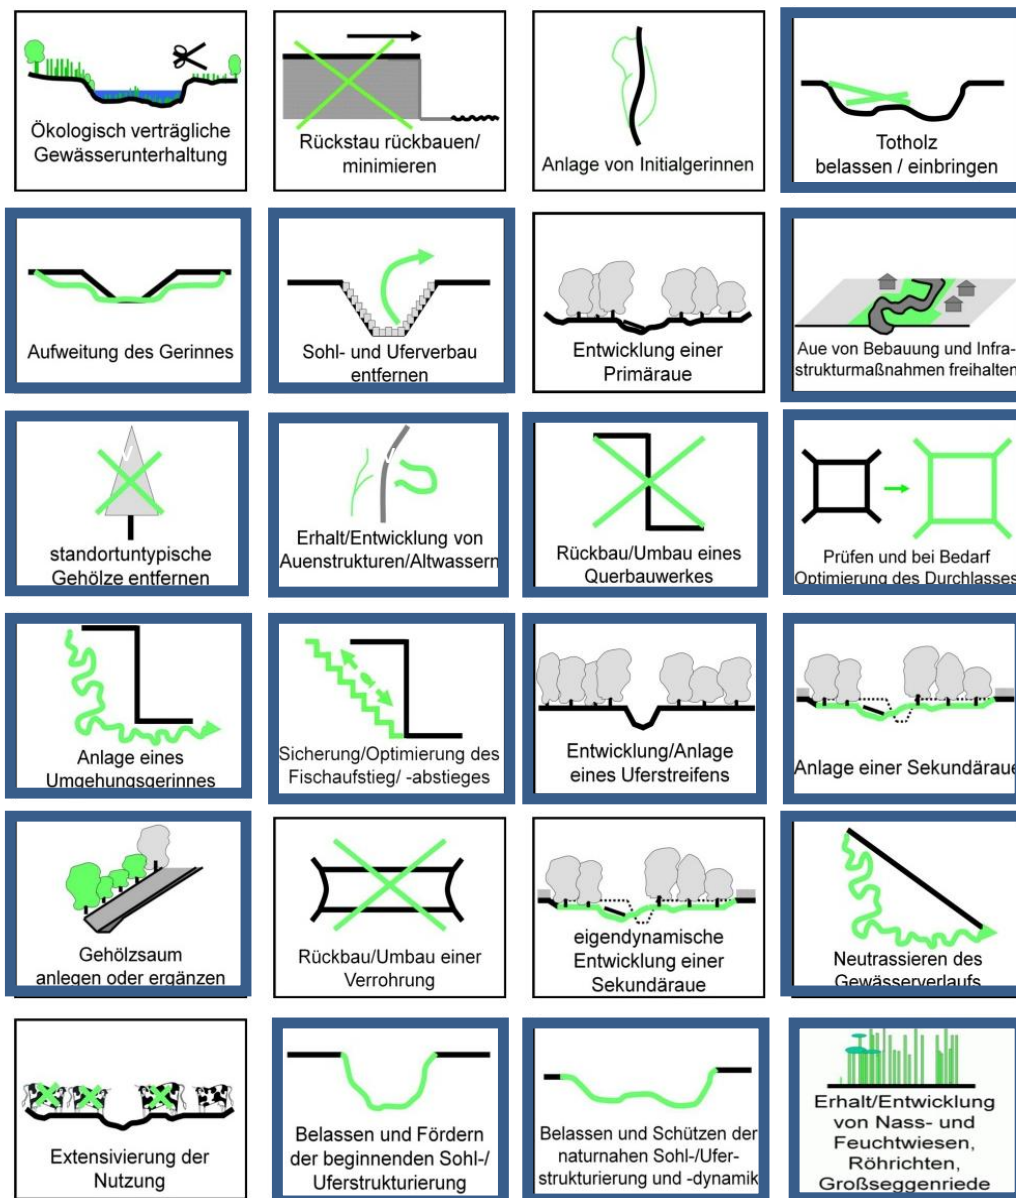 Ökologisch verträgliche
Gewässerunterhaltung
Rückstau rückbauen/
minimieren
Anlage von Initialgerinnen
Totholz
belassen / einbringen
Aufweitung des Gerinnes
Sohl- und Uferverbau
entfernen
Entwicklung einer
Primäraue
Aue von Bebauung und Infra-
strukturmaßnahmen freihalten
standortuntypische
Gehölze entfernen
Erhalt/Entwicklung von
Auenstrukturen/Altwassern
Rückbau/Umbau eines
Querbauwerkes
Prüfen und bei Bedarf
Optimierung des Durchlasses
Anlage eines
Umgehungsgerinnes
Sicherung/Optimierung des
Fischaufstieg/ -abstieges
Entwicklung/Anlage
eines Uferstreifens
Anlage einer Sekundäraue
Gehölzsaum
anlegen oder ergänzen
Rückbau/Umbau einer
Verrohrung
eigendynamische
Entwicklung einer
Sekundäraue
Neutrassieren des
Gewässerverlaufs
Extensivierung der
Nutzung
Belassen und Fördern
der beginnenden Sohl-/
Uferstrukturierung
Belassen und Schützen der
naturnahen Sohl-/Ufer-
strukturierung und -dynamik
Erhalt/Entwicklung
von Nass- und
Feuchtwiesen,
Röhrichten,
Großseggenriede